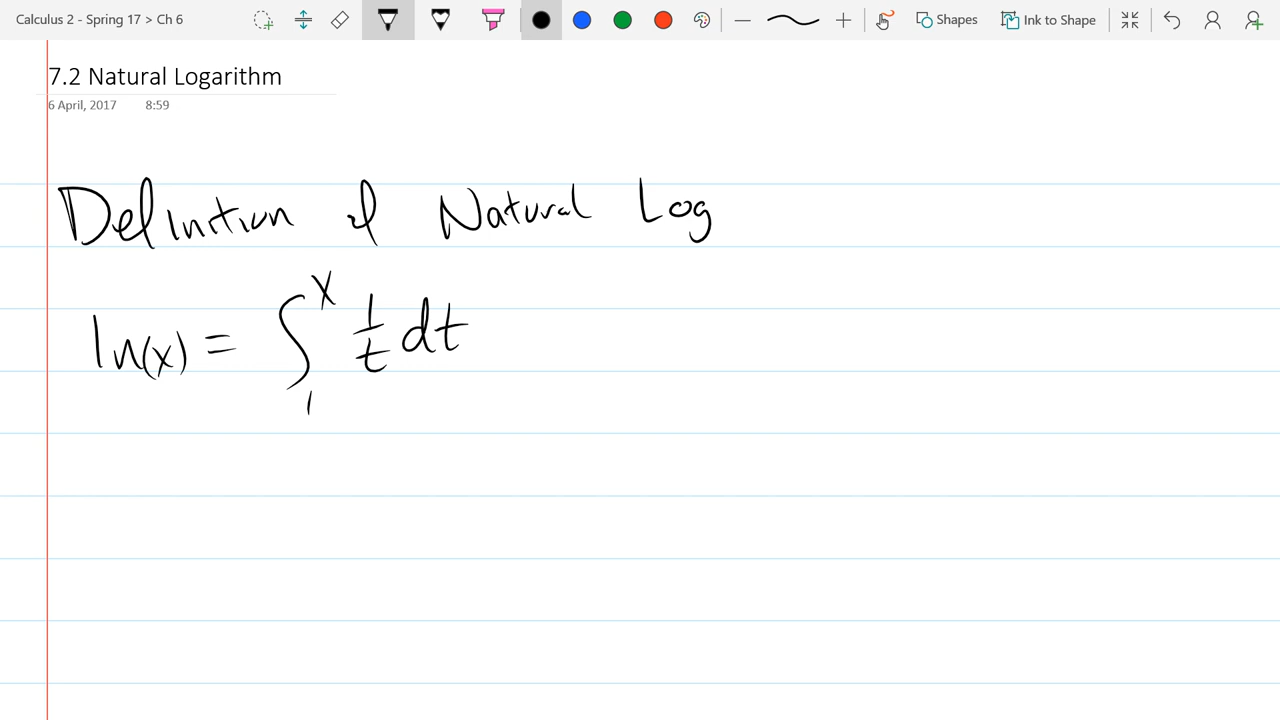 Calculus 2 - Spring 17 > Ch 6 Shapes Ink to Shape
7.2 Natural Logarithm
6 April, 2017 8:59
Definition of Natural Log
ln(x) = ∫₁ˣ 1/t dt